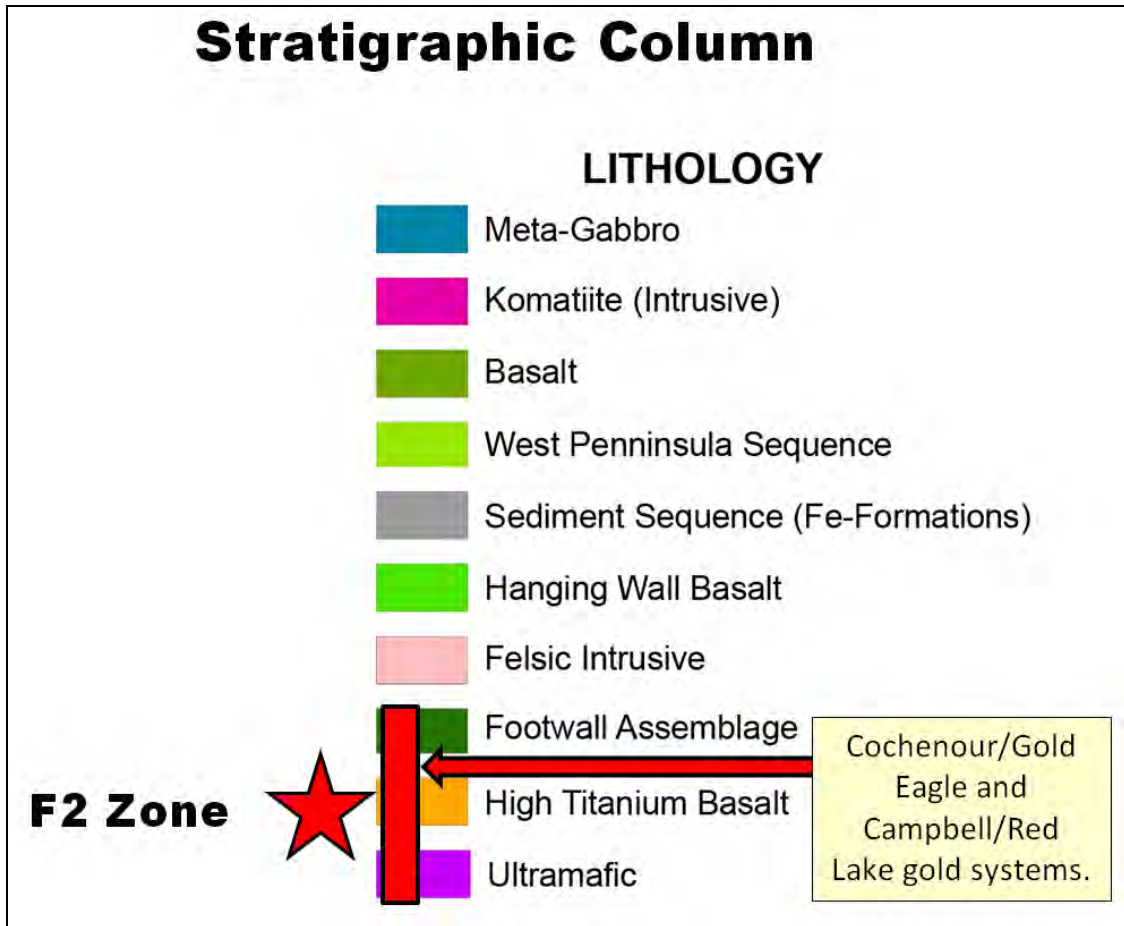 Stratigraphic Column
LITHOLOGY
Meta-Gabbro
Komatiite (Intrusive)
Basalt
West Penninsula Sequence
Sediment Sequence (Fe-Formations)
Hanging Wall Basalt
Felsic Intrusive
Footwall Assemblage
High Titanium Basalt
Ultramafic
F2 Zone
Cochenour/Gold
Eagle and
Campbell/Red
Lake gold systems.